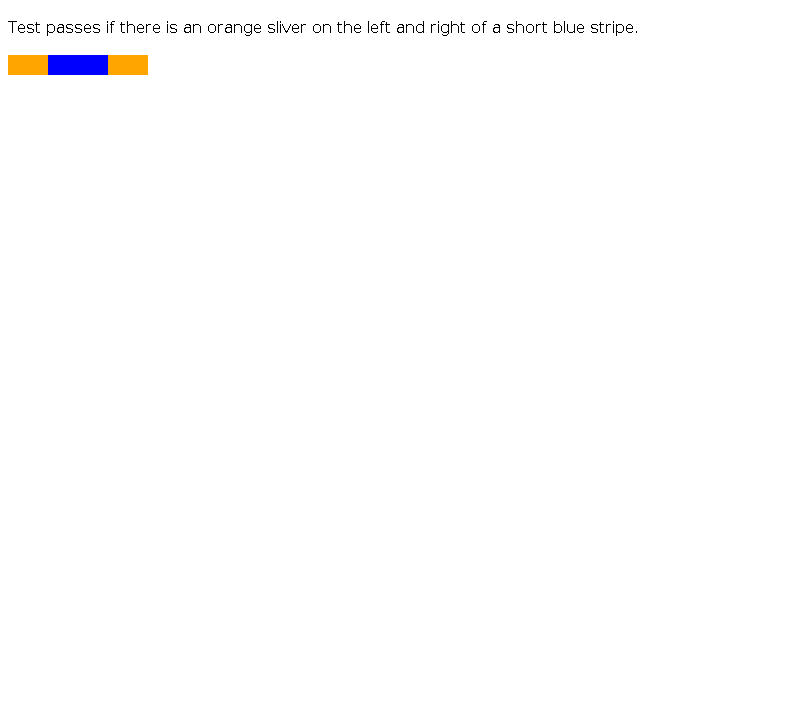 Test passes if there is an orange sliver on the left and right of a short blue stripe.